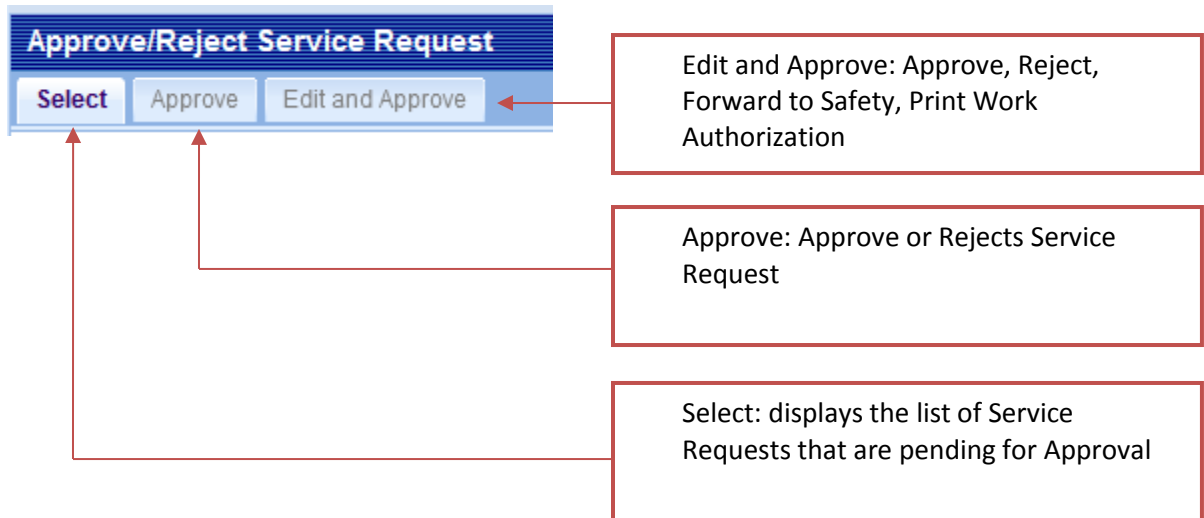 Approve/Reject Service Request
Select Approve Edit and Approve
Edit and Approve: Approve, Reject,
Forward to Safety, Print Work
Authorization
Approve: Approve or Rejects Service
Request
Select: displays the list of Service
Requests that are pending for Approval